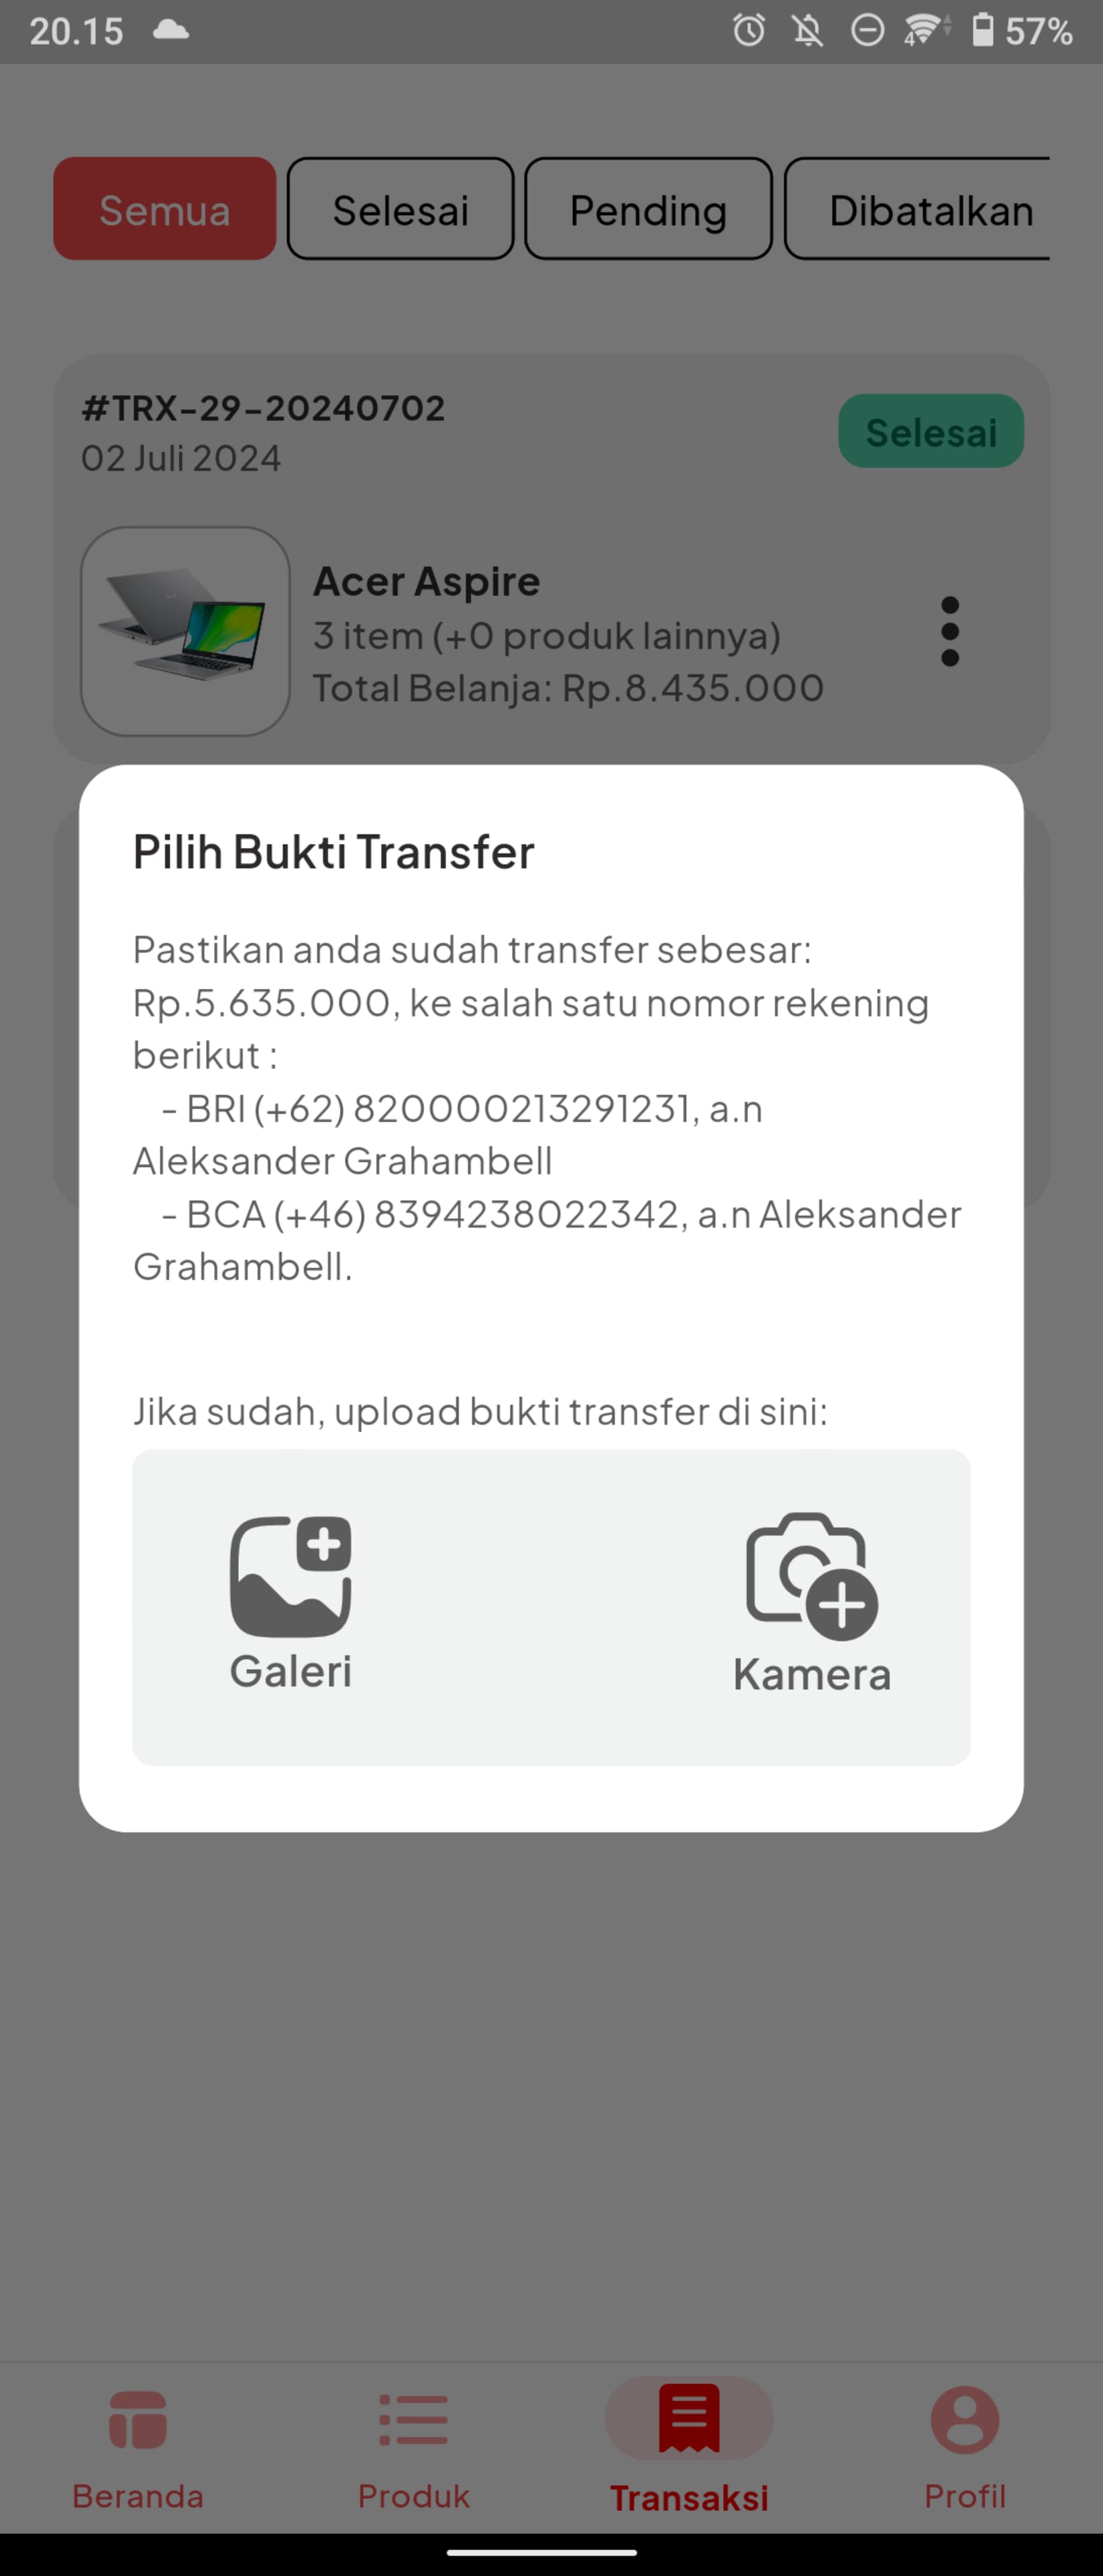 20.15
4
57%
Semua
Selesai
Pending
Dibatalkan
#TRX-29-20240702
02 Juli 2024
Selesai
Acer Aspire
3 item (+0 produk lainnya)
Total Belanja: Rp.8.435.000
Pilih Bukti Transfer
Pastikan anda sudah transfer sebesar:
Rp.5.635.000, ke salah satu nomor rekening
berikut :
- BRI (+62) 820000213291231, a.n
Aleksander Grahambell
- BCA (+46) 8394238022342, a.n Aleksander
Grahambell.
Jika sudah, upload bukti transfer di sini:
Galeri
Kamera
Beranda
Produk
Transaksi
Profil